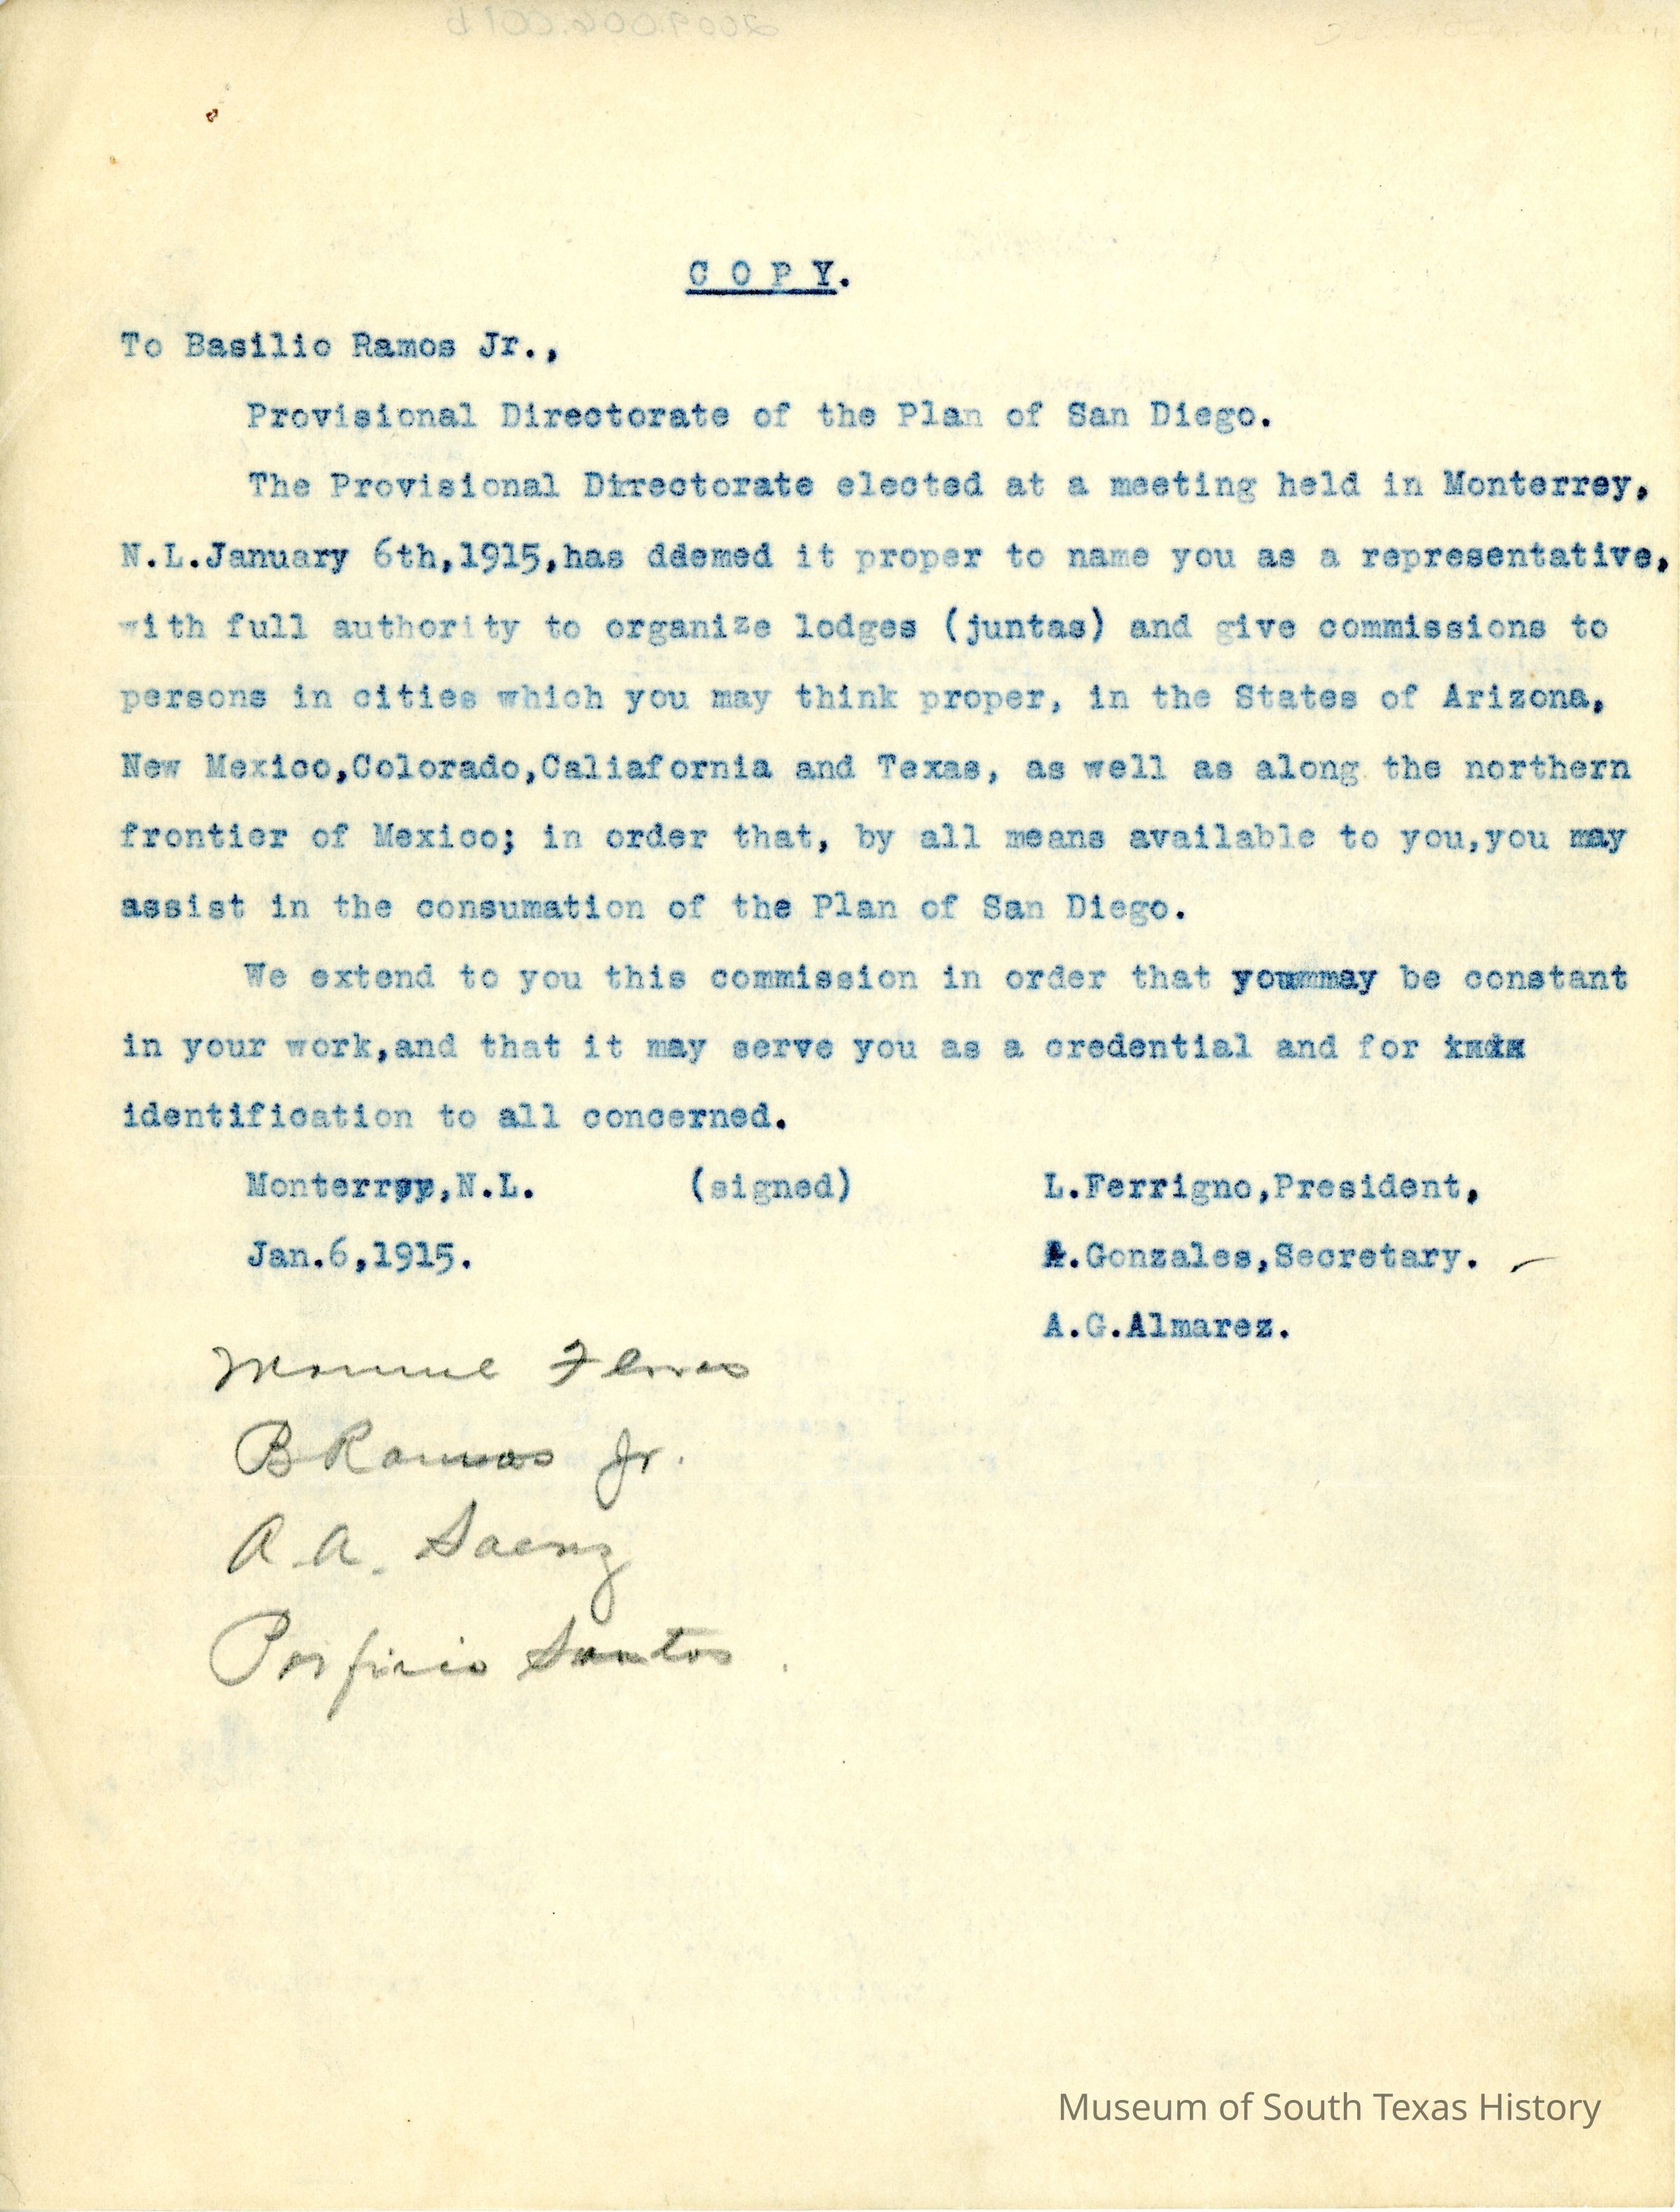 C O P Y.
To Basilio Ramos Jr.,
Provisional Directorate of the Plan of San Diego.
The Provisional Directorate elected at a meeting held in Monterrey,
N.L.January 6th,1915,has ddemed it proper to name you as a representative,
with full authority to organize lodges (juntas) and give commissions to
persons in cities which you may think proper, in the States of Arizona,
New Mexico,Colorado,Caliafornia and Texas, as well as along the northern
frontier of Mexico; in order that, by all means available to you,you may
assist in the consumation of the Plan of San Diego.
We extend to you this commission in order that yoummay be constant
in your work,and that it may serve you as a credential and for
identification to all concerned.
Monterrey,N.L. (signed) L.Ferrigno,President,
Jan.6,1915. A.Gonzales,Secretary.
A.G.Almarez.
Manuel Flores
B Ramos Jr.
A.A. Saenz
Porfirio Santos
Museum of South Texas History